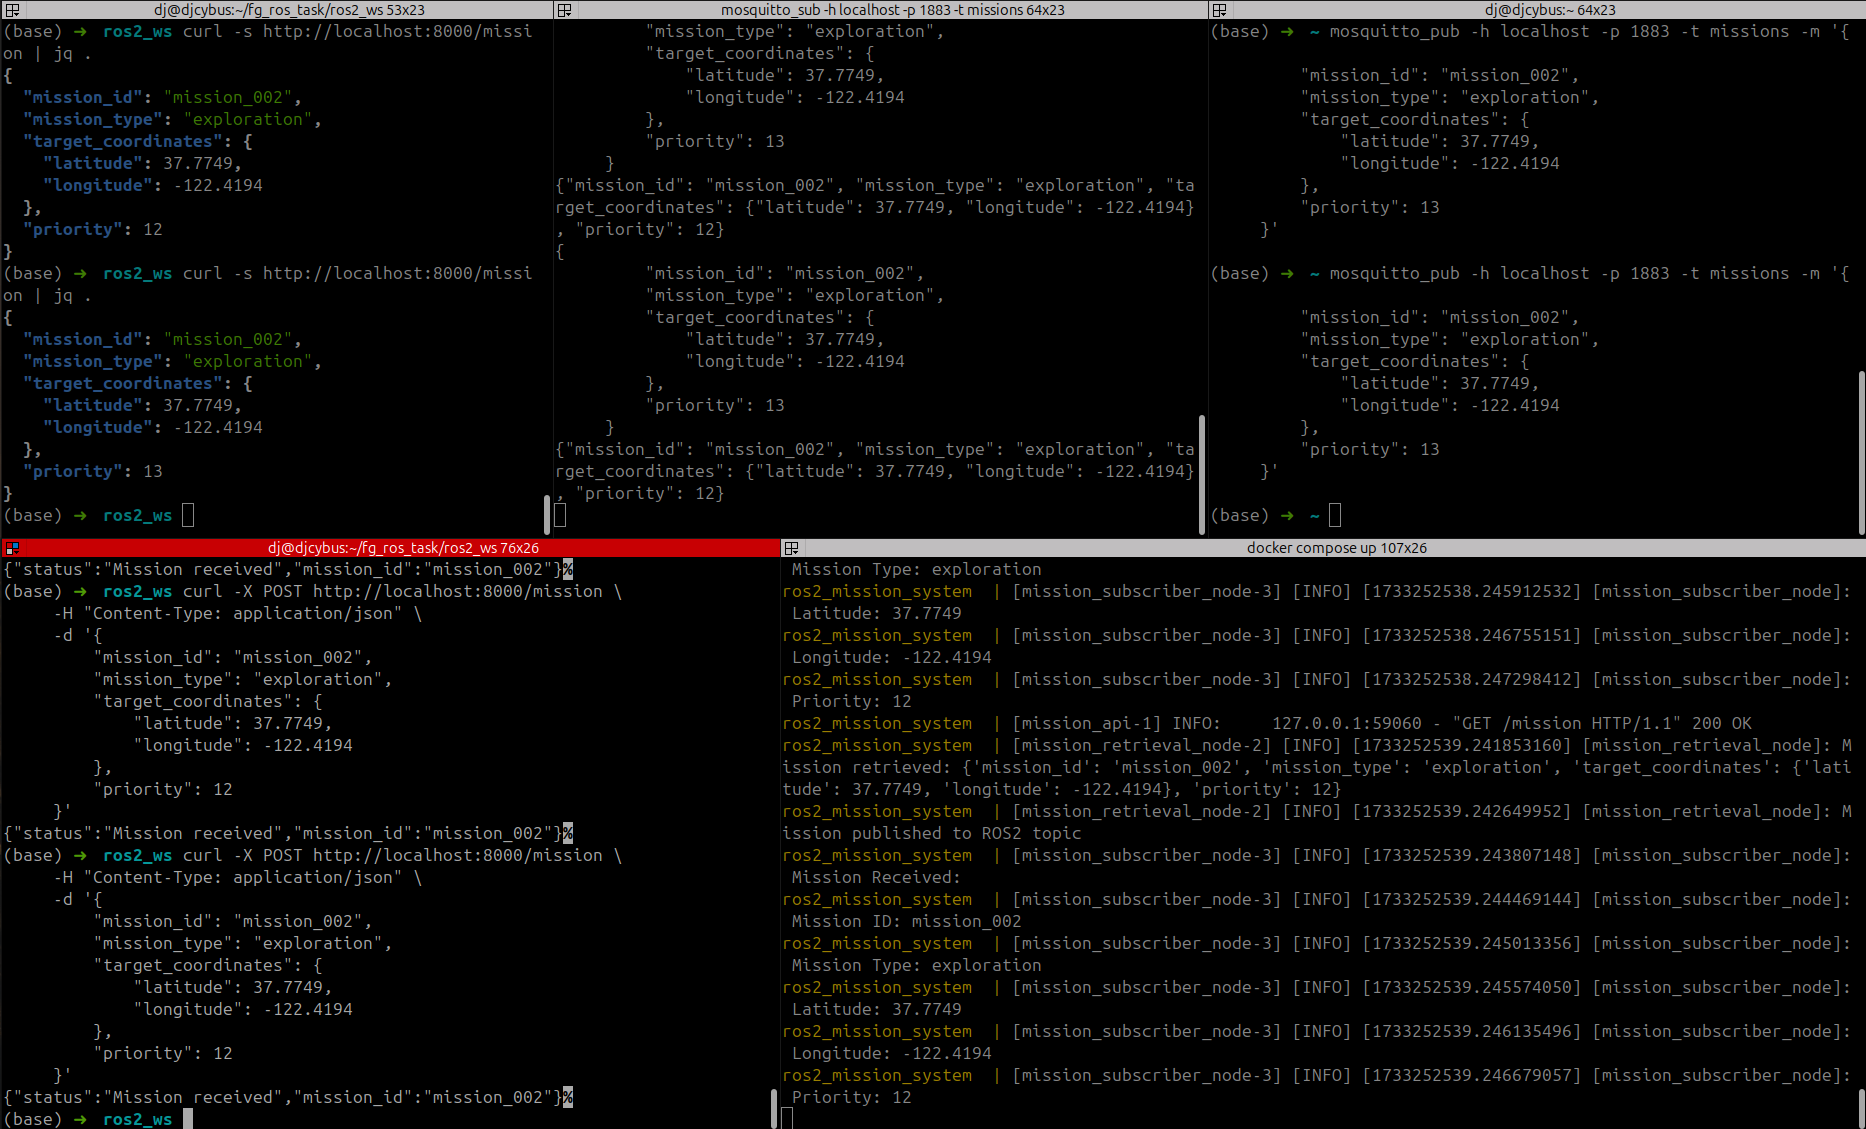 dj@djcybus:~/fg_ros_task/ros2_ws 53x23
(base) ➜  ros2_ws curl -s http://localhost:8000/missi
on | jq .
{
  "mission_id": "mission_002",
  "mission_type": "exploration",
  "target_coordinates": {
    "latitude": 37.7749,
    "longitude": -122.4194
  },
  "priority": 12
}
(base) ➜  ros2_ws curl -s http://localhost:8000/missi
on | jq .
{
  "mission_id": "mission_002",
  "mission_type": "exploration",
  "target_coordinates": {
    "latitude": 37.7749,
    "longitude": -122.4194
  },
  "priority": 13
}
(base) ➜  ros2_ws
mosquitto_sub -h localhost -p 1883 -t missions 64x23
         "mission_type": "exploration",
         "target_coordinates": {
             "latitude": 37.7749,
             "longitude": -122.4194
         },
         "priority": 13
     }
{"mission_id": "mission_002", "mission_type": "exploration", "ta
rget_coordinates": {"latitude": 37.7749, "longitude": -122.4194}
, "priority": 12}
{
         "mission_id": "mission_002",
         "mission_type": "exploration",
         "target_coordinates": {
             "latitude": 37.7749,
             "longitude": -122.4194
         },
         "priority": 13
     }
{"mission_id": "mission_002", "mission_type": "exploration", "ta
rget_coordinates": {"latitude": 37.7749, "longitude": -122.4194}
, "priority": 12}
dj@djcybus:~ 64x23
(base) ➜  ~ mosquitto_pub -h localhost -p 1883 -t missions -m '{
         "mission_id": "mission_002",
         "mission_type": "exploration",
         "target_coordinates": {
             "latitude": 37.7749,
             "longitude": -122.4194
         },
         "priority": 13
     }'
(base) ➜  ~ mosquitto_pub -h localhost -p 1883 -t missions -m '{
         "mission_id": "mission_002",
         "mission_type": "exploration",
         "target_coordinates": {
             "latitude": 37.7749,
             "longitude": -122.4194
         },
         "priority": 13
     }'
(base) ➜  ~
dj@djcybus:~/fg_ros_task/ros2_ws 76x26
{"status":"Mission received","mission_id":"mission_002"}%
(base) ➜  ros2_ws curl -X POST http://localhost:8000/mission \
     -H "Content-Type: application/json" \
     -d '{
         "mission_id": "mission_002",
         "mission_type": "exploration",
         "target_coordinates": {
             "latitude": 37.7749,
             "longitude": -122.4194
         },
         "priority": 12
     }'
{"status":"Mission received","mission_id":"mission_002"}%
(base) ➜  ros2_ws curl -X POST http://localhost:8000/mission \
     -H "Content-Type: application/json" \
     -d '{
         "mission_id": "mission_002",
         "mission_type": "exploration",
         "target_coordinates": {
             "latitude": 37.7749,
             "longitude": -122.4194
         },
         "priority": 12
     }'
{"status":"Mission received","mission_id":"mission_002"}%
(base) ➜  ros2_ws
docker compose up 107x26
 Mission Type: exploration
ros2_mission_system  | [mission_subscriber_node-3] [INFO] [1733252538.245912532] [mission_subscriber_node]:
 Latitude: 37.7749
ros2_mission_system  | [mission_subscriber_node-3] [INFO] [1733252538.246755151] [mission_subscriber_node]:
 Longitude: -122.4194
ros2_mission_system  | [mission_subscriber_node-3] [INFO] [1733252538.247298412] [mission_subscriber_node]:
 Priority: 12
ros2_mission_system  | [mission_api-1] INFO:     127.0.0.1:59060 - "GET /mission HTTP/1.1" 200 OK
ros2_mission_system  | [mission_retrieval_node-2] [INFO] [1733252539.241853160] [mission_retrieval_node]: M
ission retrieved: {'mission_id': 'mission_002', 'mission_type': 'exploration', 'target_coordinates': {'lati
tude': 37.7749, 'longitude': -122.4194}, 'priority': 12}
ros2_mission_system  | [mission_retrieval_node-2] [INFO] [1733252539.242649952] [mission_retrieval_node]: M
ission published to ROS2 topic
ros2_mission_system  | [mission_subscriber_node-3] [INFO] [1733252539.243807148] [mission_subscriber_node]:
 Mission Received:
ros2_mission_system  | [mission_subscriber_node-3] [INFO] [1733252539.244469144] [mission_subscriber_node]:
 Mission ID: mission_002
ros2_mission_system  | [mission_subscriber_node-3] [INFO] [1733252539.245013356] [mission_subscriber_node]:
 Mission Type: exploration
ros2_mission_system  | [mission_subscriber_node-3] [INFO] [1733252539.245574050] [mission_subscriber_node]:
 Latitude: 37.7749
ros2_mission_system  | [mission_subscriber_node-3] [INFO] [1733252539.246135496] [mission_subscriber_node]:
 Longitude: -122.4194
ros2_mission_system  | [mission_subscriber_node-3] [INFO] [1733252539.246679057] [mission_subscriber_node]:
 Priority: 12